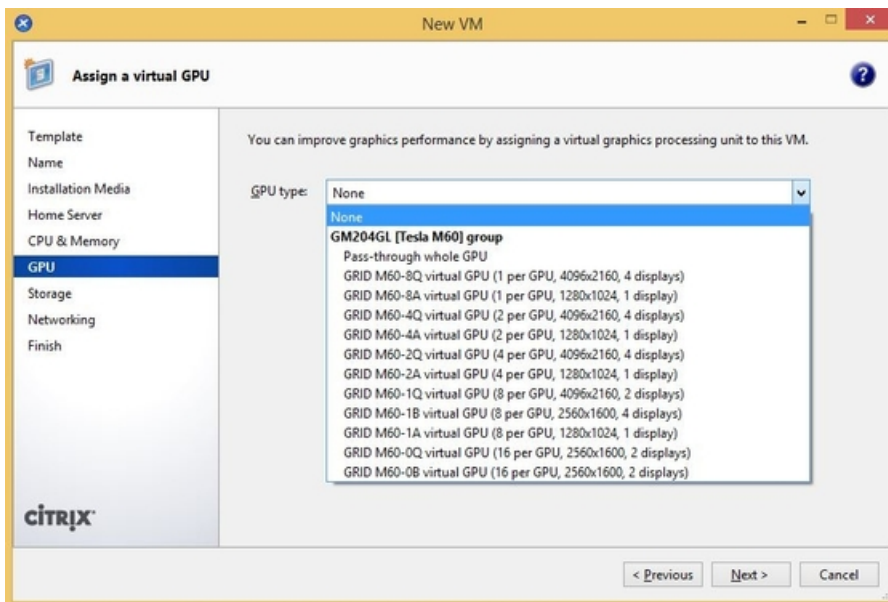 New VM
Assign a virtual GPU
?
Template
Name
Installation Media
Home Server
CPU & Memory
GPU
Storage
Networking
Finish
You can improve graphics performance by assigning a virtual graphics processing unit to this VM.
GPU type: None
None
GM204GL [Tesla M60] group
Pass-through whole GPU
GRID M60-8Q virtual GPU (1 per GPU, 4096x2160, 4 displays)
GRID M60-8A virtual GPU (1 per GPU, 1280x1024, 1 display)
GRID M60-4Q virtual GPU (2 per GPU, 4096x2160, 4 displays)
GRID M60-4A virtual GPU (2 per GPU, 1280x1024, 1 display)
GRID M60-2Q virtual GPU (4 per GPU, 4096x2160, 4 displays)
GRID M60-2A virtual GPU (4 per GPU, 1280x1024, 1 display)
GRID M60-1Q virtual GPU (8 per GPU, 4096x2160, 2 displays)
GRID M60-1B virtual GPU (8 per GPU, 2560x1600, 4 displays)
GRID M60-1A virtual GPU (8 per GPU, 1280x1024, 1 display)
GRID M60-0Q virtual GPU (16 per GPU, 2560x1600, 2 displays)
GRID M60-0B virtual GPU (16 per GPU, 2560x1600, 2 displays)
CITRIX
< Previous
Next >
Cancel